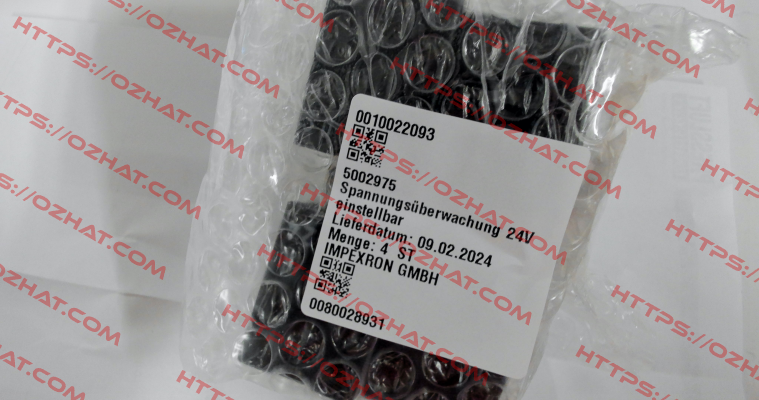 0010022093
5002975
Spannungsüberwachung 24V
einstellbar
Lieferdatum: 09.02.2024
Menge: 4 ST
IMPEXRON GMBH
0080028931
HTTPS://OZHAT.COM